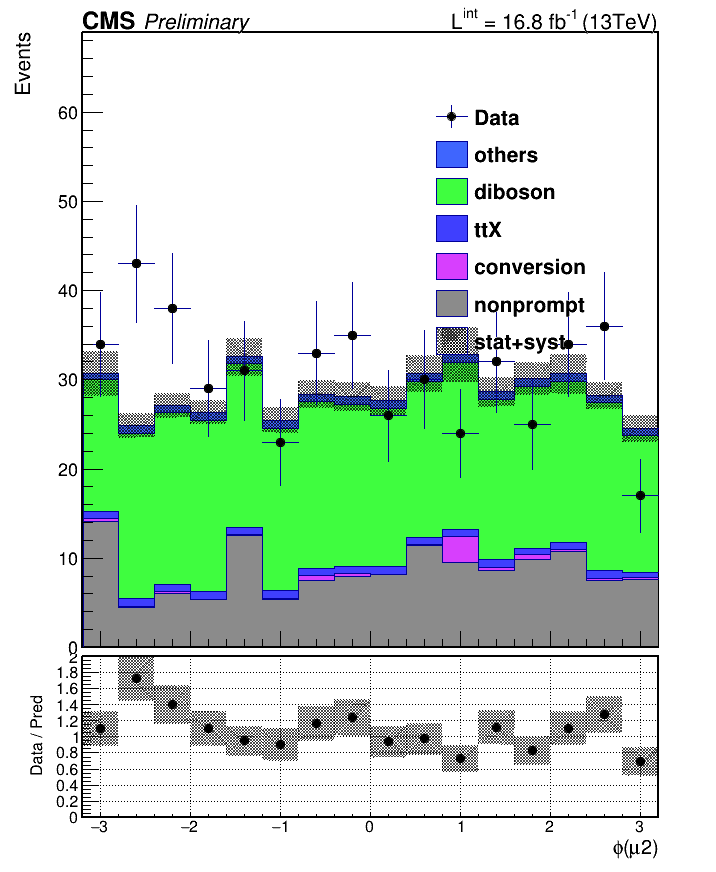 CMS Preliminary
L^int = 16.8 fb^-1 (13TeV)
Events
60
50
40
30
20
10
0
Data
others
diboson
ttX
conversion
nonprompt
stat+syst
Data / Pred
2
1.8
1.6
1.4
1.2
1
0.8
0.6
0.4
0.2
0
−3 −2 −1 0 1 2 3
ϕ(μ2)